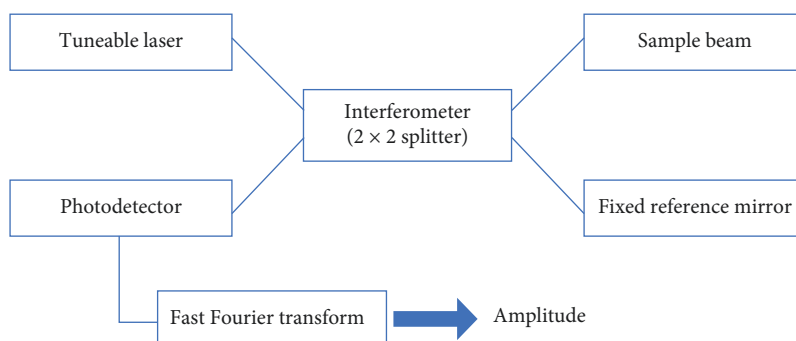 Tuneable laser
Sample beam
Interferometer
(2 × 2 splitter)
Photodetector
Fixed reference mirror
Fast Fourier transform
Amplitude